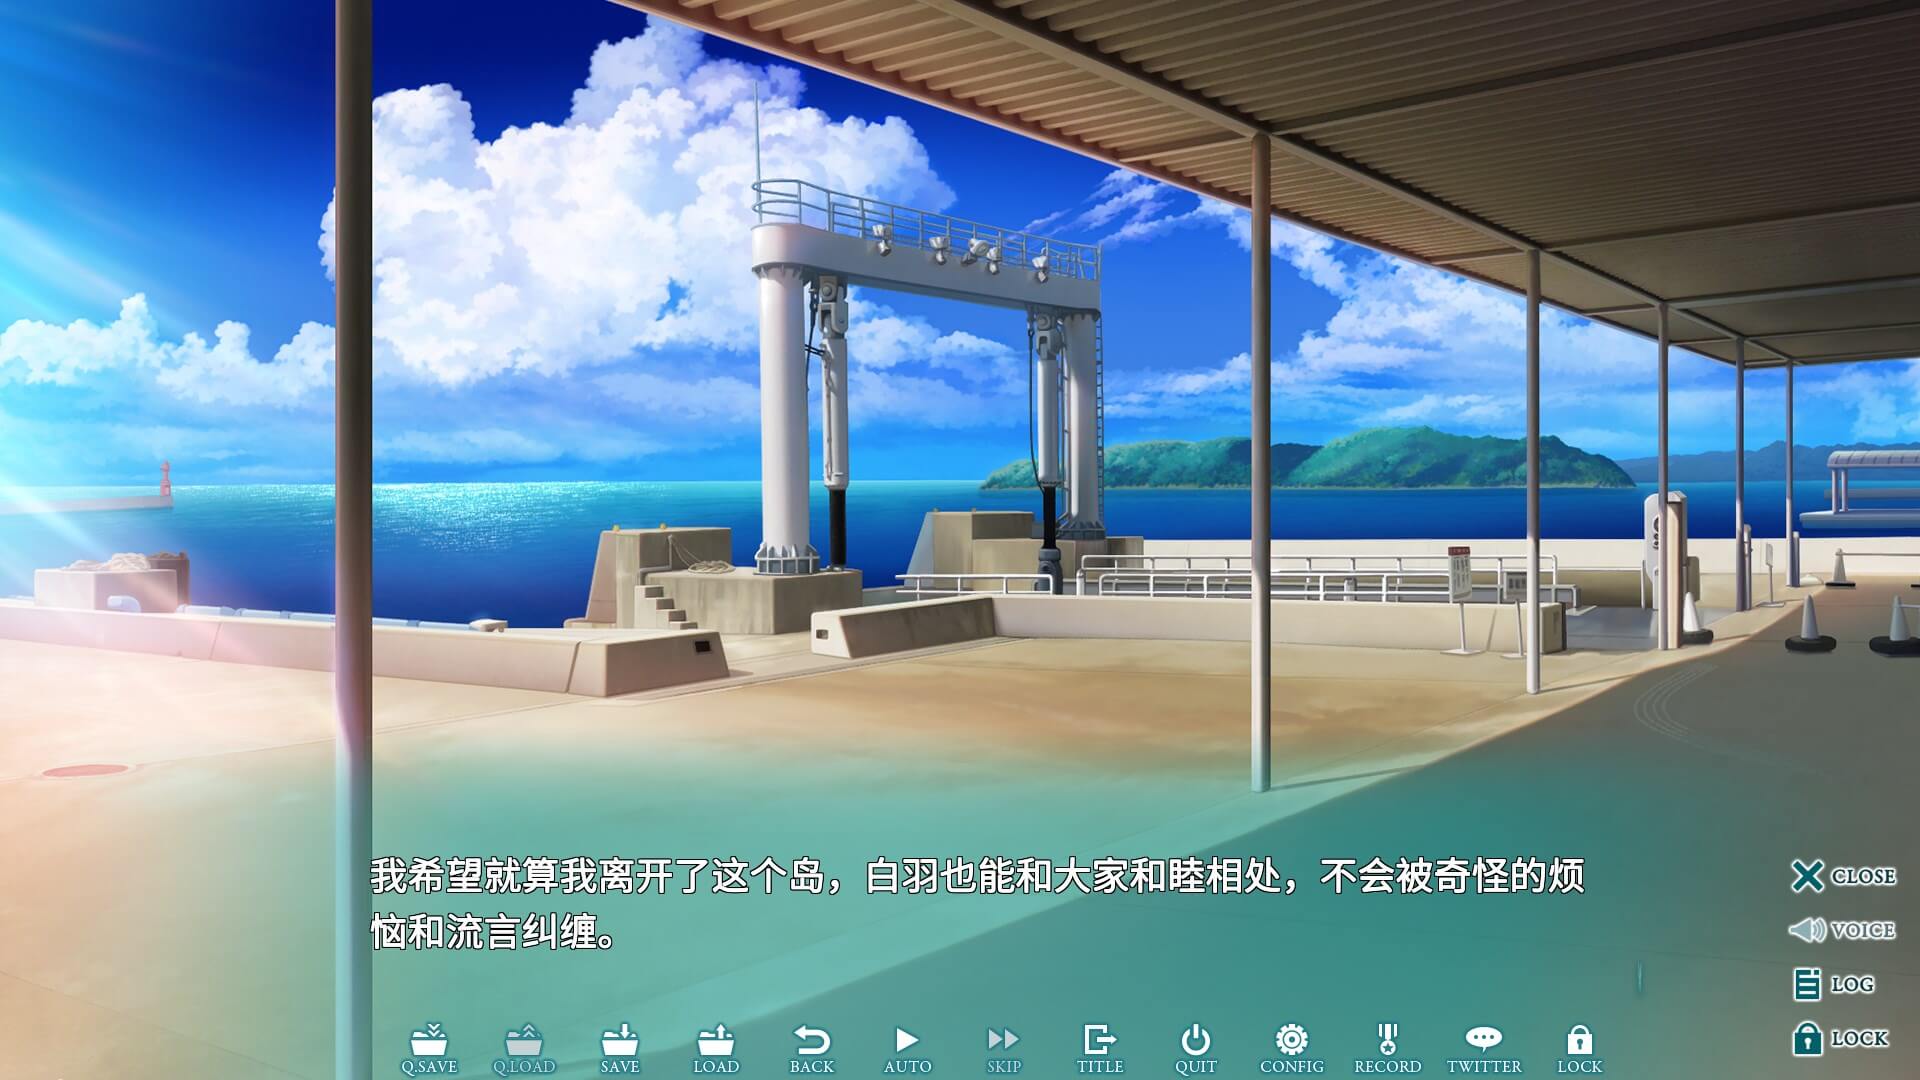 我希望就算我离开了这个岛，白羽也能和大家和睦相处，不会被奇怪的烦
恼和流言纠缠。
CLOSE
VOICE
LOG
LOCK
Q.SAVE Q.LOAD SAVE LOAD BACK AUTO SKIP TITLE QUIT CONFIG RECORD TWITTER LOCK